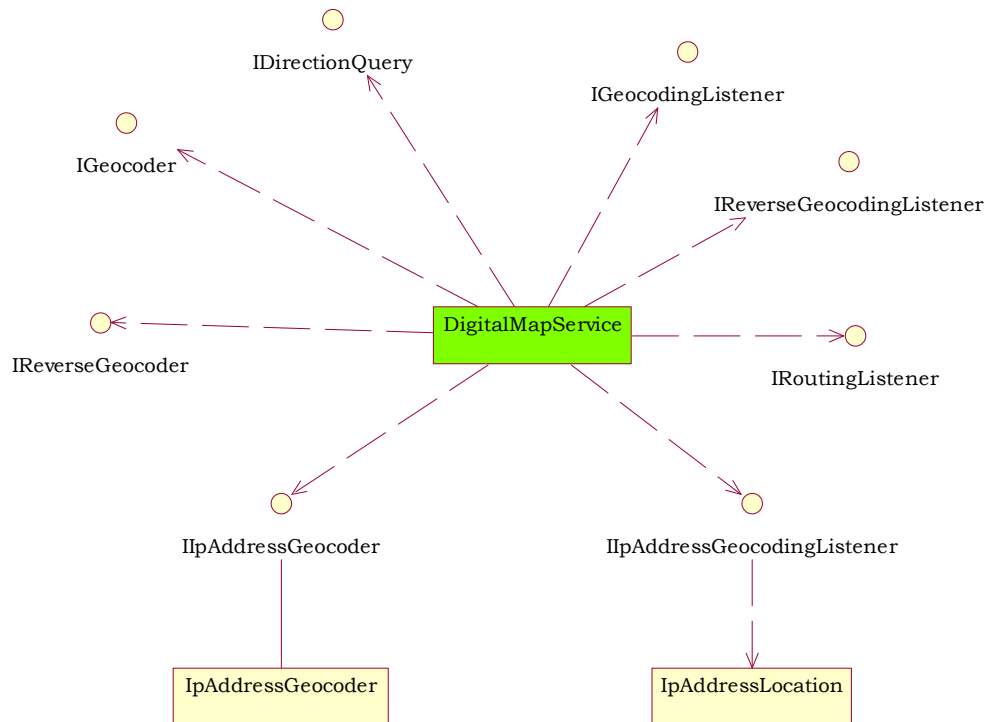 IDirectionQuery
IGeocodingListener
IGeocoder
IReverseGeocodingListener
DigitalMapService
IReverseGeocoder
IRoutingListener
IIpAddressGeocoder
IIpAddressGeocodingListener
IpAddressGeocoder
IpAddressLocation